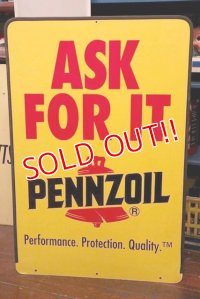 ASK
FOR IT
SOLD OUT!!
PENNZOIL
®
Performance. Protection. Quality.™